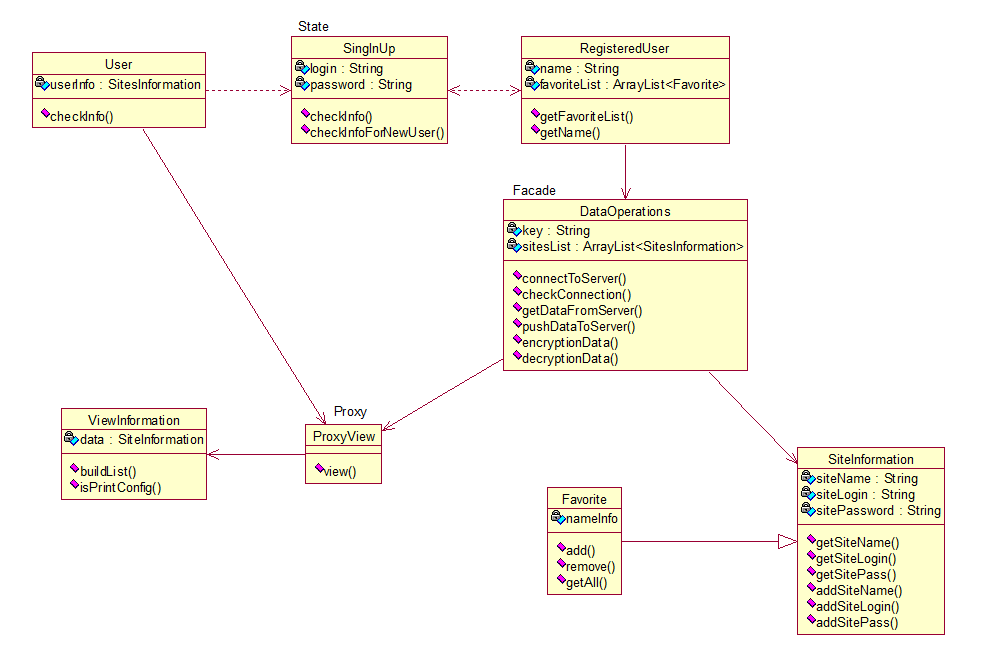 State
User
userInfo : SitesInformation
checkInfo()
SingInUp
login : String
password : String
checkInfo()
checkInfoForNewUser()
RegisteredUser
name : String
favoriteList : ArrayList<Favorite>
getFavoriteList()
getName()
Facade
DataOperations
key : String
sitesList : ArrayList<SitesInformation>
connectToServer()
checkConnection()
getDataFromServer()
pushDataToServer()
encryptionData()
decryptionData()
ViewInformation
data : SiteInformation
buildList()
isPrintConfig()
Proxy
ProxyView
view()
Favorite
nameInfo
add()
remove()
getAll()
SiteInformation
siteName : String
siteLogin : String
sitePassword : String
getSiteName()
getSiteLogin()
getSitePass()
addSiteName()
addSiteLogin()
addSitePass()